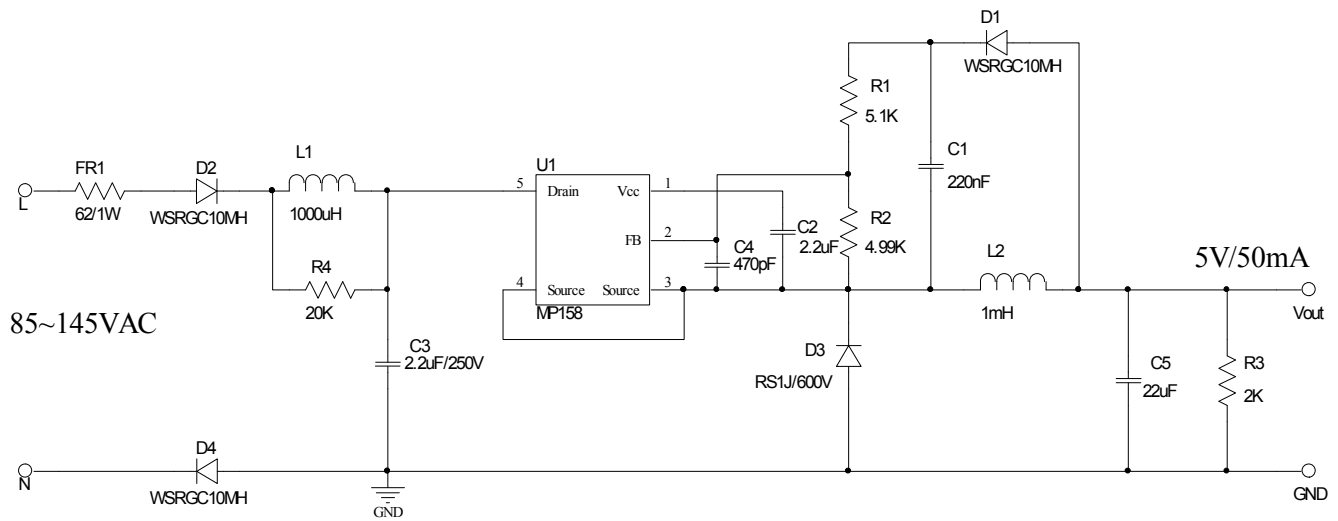 D1
WSRGC10MH
R1
5.1K
C1
220nF
FR1
62/1W
L
D2
WSRGC10MH
L1
1000uH
U1
5
Drain
Vcc
1
FB
2
4
Source
Source
3
MP158
C4
470pF
C2
2.2uF
R2
4.99K
L2
1mH
5V/50mA
Vout
R4
20K
85~145VAC
C3
2.2uF/250V
D3
RS1J/600V
C5
22uF
R3
2K
D4
WSRGC10MH
N
GND
GND